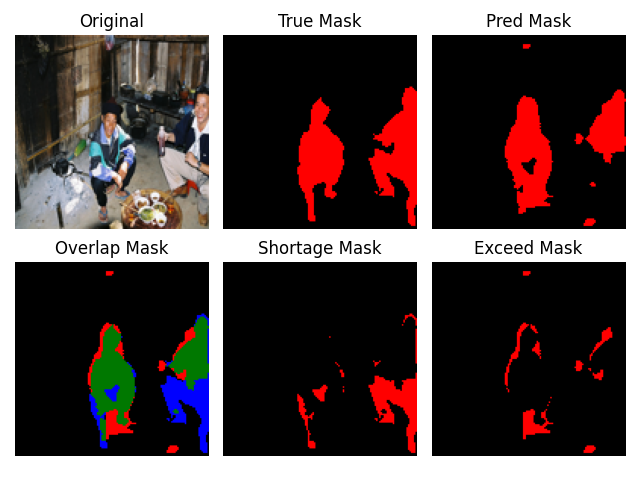 Original
True Mask
Pred Mask
Overlap Mask
Shortage Mask
Exceed Mask